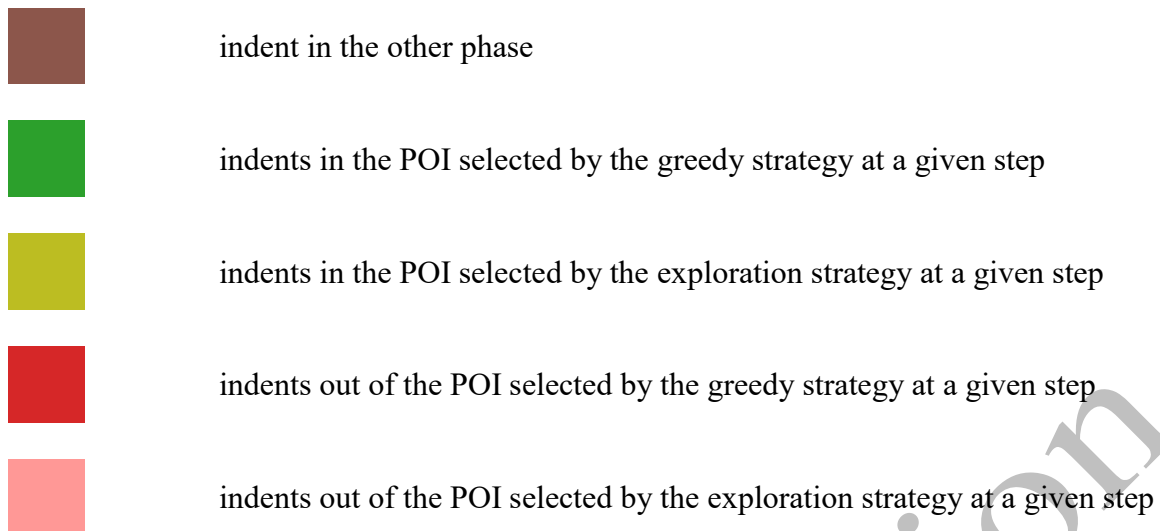 indent in the other phase
indents in the POI selected by the greedy strategy at a given step
indents in the POI selected by the exploration strategy at a given step
indents out of the POI selected by the greedy strategy at a given step
indents out of the POI selected by the exploration strategy at a given step